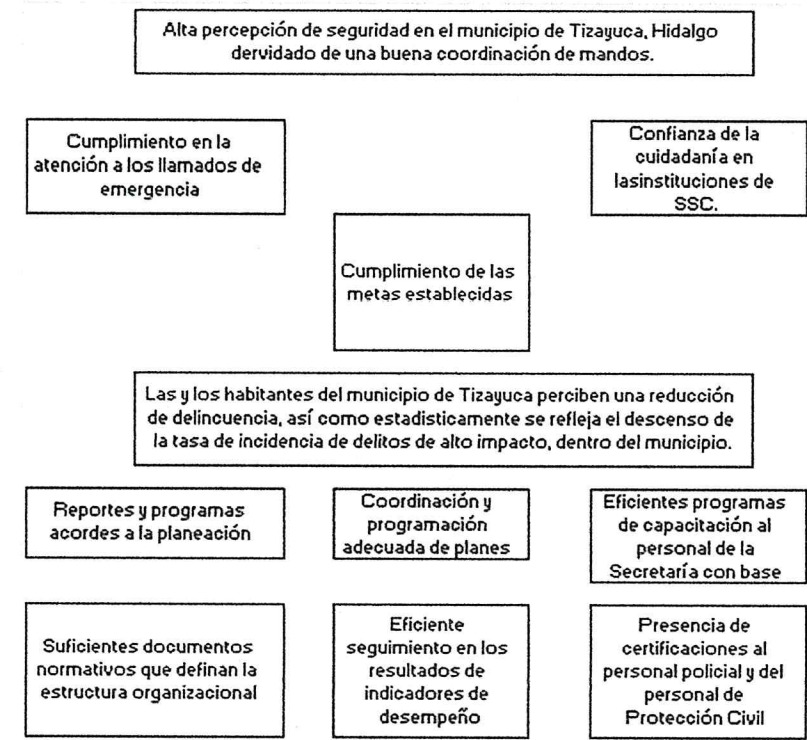 Alta percepción de seguridad en el municipio de Tizayuca, Hidalgo
dervidado de una buena coordinación de mandos.
Cumplimiento en la
atención a los llamados de
emergencia
Confianza de la
cuidadanía en
lasinstituciones de
SSC.
Cumplimiento de las
metas establecidas
Las y los habitantes del municipio de Tizayuca perciben una reducción
de delincuencia, así como estadisticamente se refleja el descenso de
la tasa de incidencia de delitos de alto impacto, dentro del municipio.
Reportes y programas
acordes a la planeación
Coordinación y
programación
adecuada de planes
Eficientes programas
de capacitación al
personal de la
Secretaría con base
Suficientes documentos
normativos que definan la
estructura organizacional
Eficiente
seguimiento en los
resultados de
indicadores de
desempeño
Presencia de
certificaciones al
personal policial y del
personal de
Protección Civil